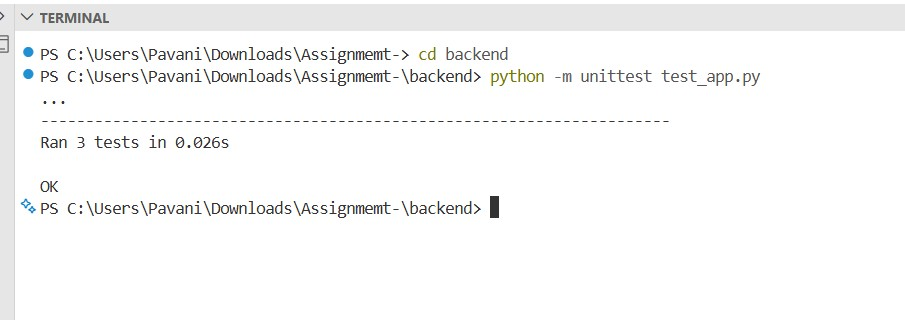 TERMINAL
PS C:\Users\Pavani\Downloads\Assignmemt-> cd backend
PS C:\Users\Pavani\Downloads\Assignmemt-\backend> python -m unittest test_app.py
...
----------------------------------------------------------------------
Ran 3 tests in 0.026s
OK
PS C:\Users\Pavani\Downloads\Assignmemt-\backend>